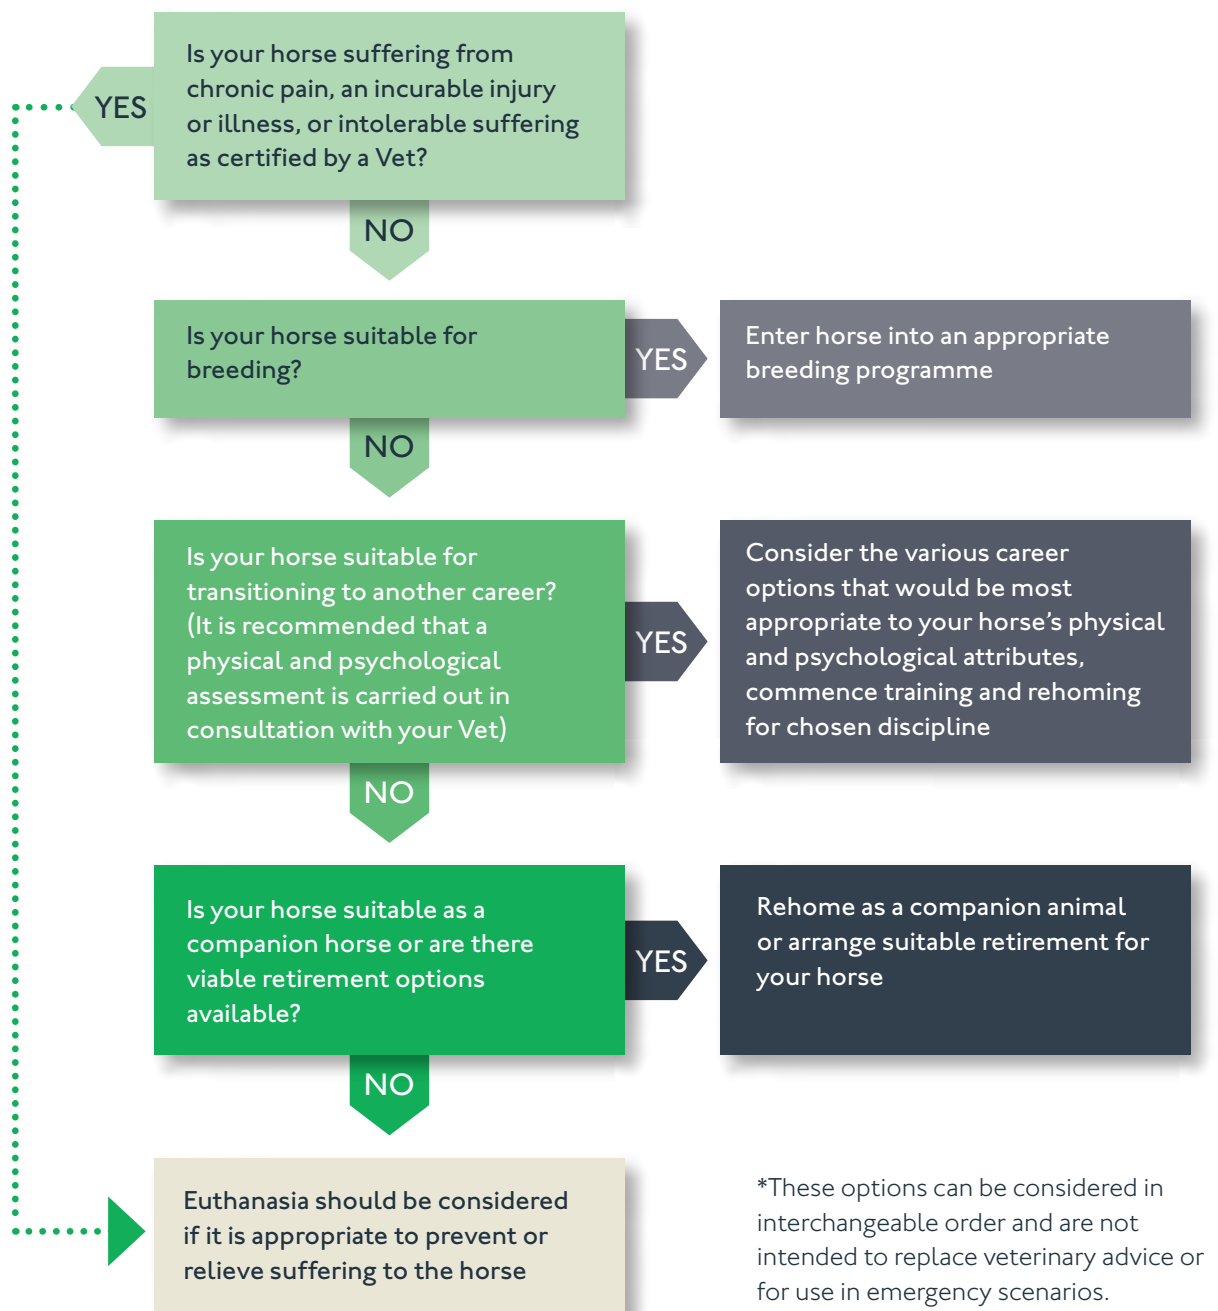 Is your horse suffering from
chronic pain, an incurable injury
or illness, or intolerable suffering
as certified by a Vet?
YES
NO
Is your horse suitable for
breeding?
YES
Enter horse into an appropriate
breeding programme
NO
Is your horse suitable for
transitioning to another career?
(It is recommended that a
physical and psychological
assessment is carried out in
consultation with your Vet)
YES
Consider the various career
options that would be most
appropriate to your horse’s physical
and psychological attributes,
commence training and rehoming
for chosen discipline
NO
Is your horse suitable as a
companion horse or are there
viable retirement options
available?
YES
Rehome as a companion animal
or arrange suitable retirement for
your horse
NO
Euthanasia should be considered
if it is appropriate to prevent or
relieve suffering to the horse
*These options can be considered in
interchangeable order and are not
intended to replace veterinary advice or
for use in emergency scenarios.